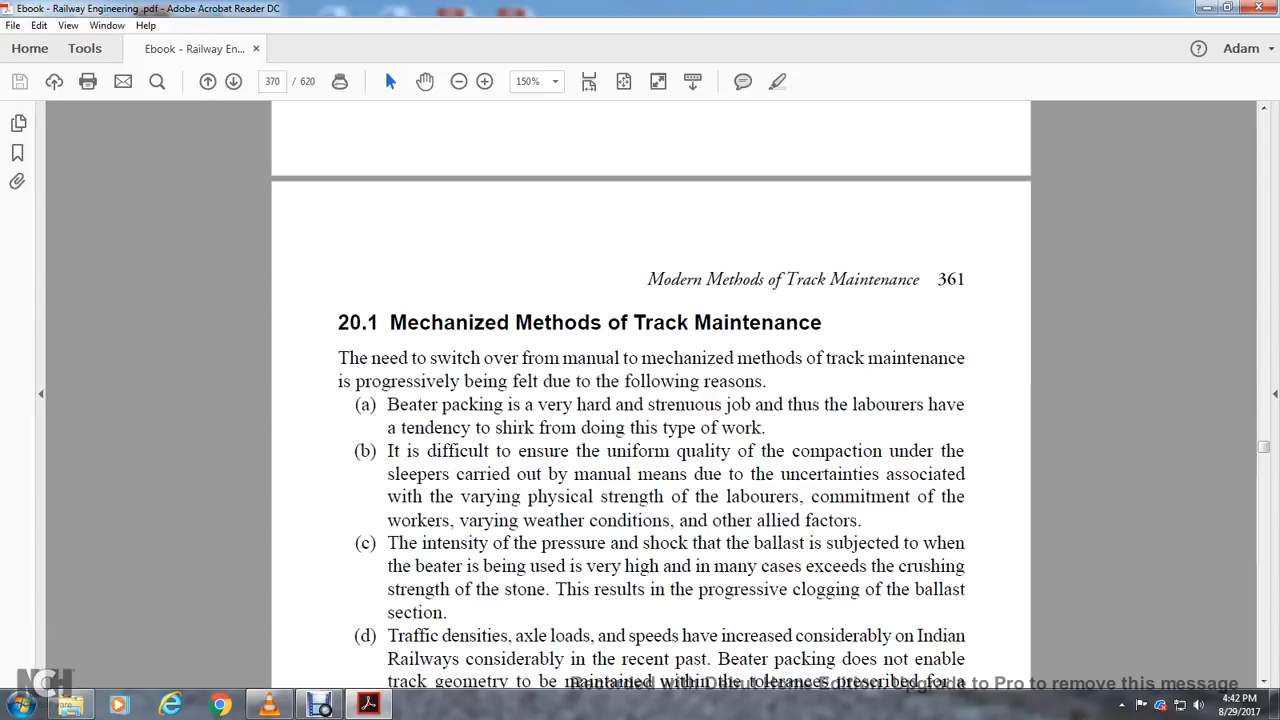 Ebook - Railway Engineering .pdf - Adobe Acrobat Reader DC
File Edit View Window Help
Home Tools Ebook - Railway En... × Adam
370 / 620 150%
Modern Methods of Track Maintenance 361
20.1 Mechanized Methods of Track Maintenance
The need to switch over from manual to mechanized methods of track maintenance
is progressively being felt due to the following reasons.
(a) Beater packing is a very hard and strenuous job and thus the labourers have
a tendency to shirk from doing this type of work.
(b) It is difficult to ensure the uniform quality of the compaction under the
sleepers carried out by manual means due to the uncertainties associated
with the varying physical strength of the labourers, commitment of the
workers, varying weather conditions, and other allied factors.
(c) The intensity of the pressure and shock that the ballast is subjected to when
the beater is being used is very high and in many cases exceeds the crushing
strength of the stone. This results in the progressive clogging of the ballast
section.
(d) Traffic densities, axle loads, and speeds have increased considerably on Indian
Railways considerably in the recent past. Beater packing does not enable
track geometry to be maintained within the tolerances prescribed for a
Upgrade to Pro to remove this message
NCH
Software
4:42 PM
8/29/2017